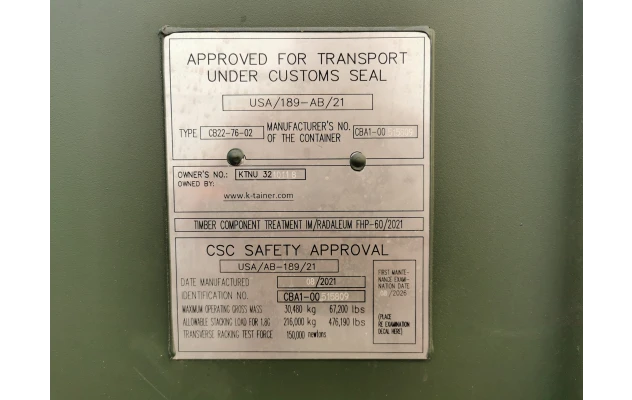 APPROVED FOR TRANSPORT
UNDER CUSTOMS SEAL
USA/189-AB/21
TYPE CB22-76-02 MANUFACTURER'S NO. OF THE CONTAINER CBA1-00
OWNER'S NO.: KTNU 32
OWNED BY:
www.k-tainer.com
TIMBER COMPONENT TREATMENT IM/RADALEUM FHP-60/2021
CSC SAFETY APPROVAL
USA/AB-189/21
DATE MANUFACTURED /2021
IDENTIFICATION NO. CBA1-00
MAXIMUM OPERATING GROSS MASS 30,480 kg 67,200 lbs
ALLOWABLE STACKING LOAD FOR 1.8G 216,000 kg 476,190 lbs
TRANSVERSE RACKING TEST FORCE 150,000 newtons
FIRST MAINTE-
NANCE EXAMI-
NATION DATE
/2026
(PLACE
RE EXAMINATION
DECAL HERE)